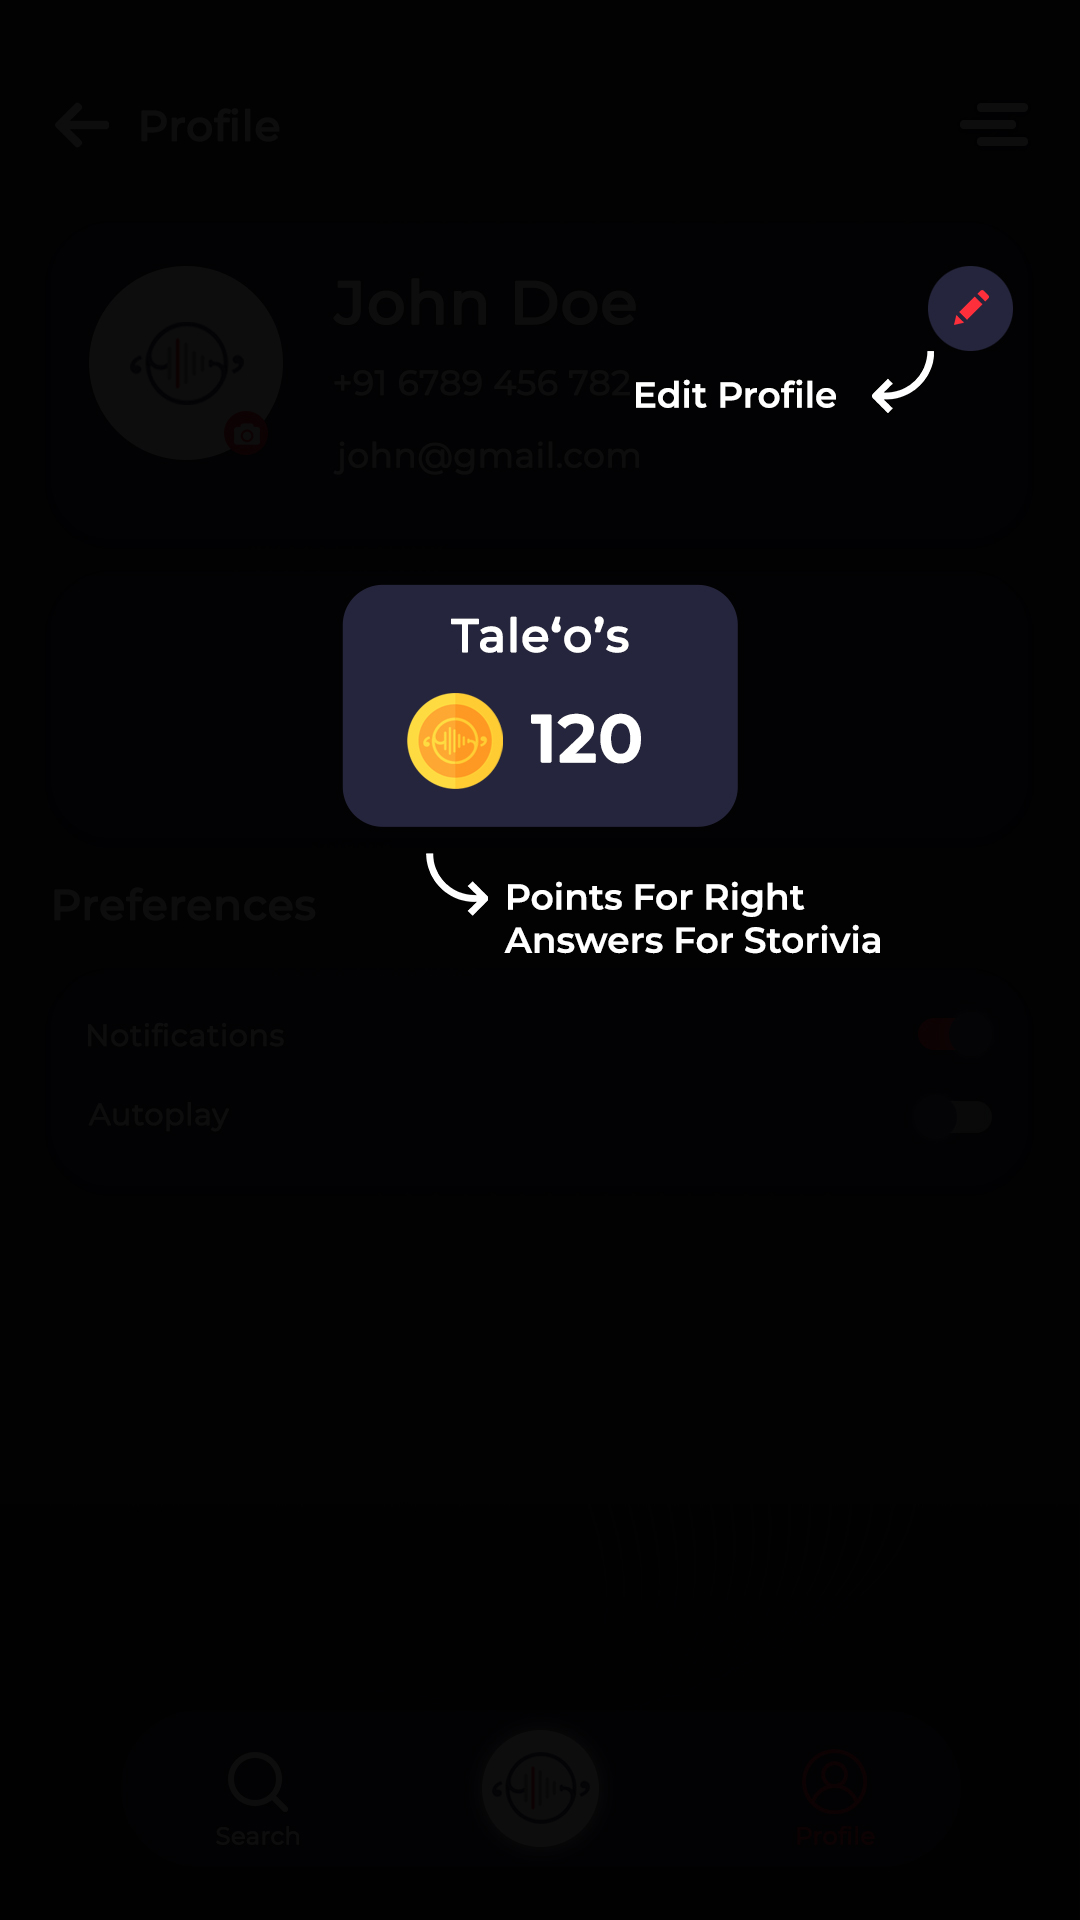 Profile
John Doe
+91 6789 456 782
Edit Profile
john@gmail.com
Tale‘o’s
120
Points For Right
Answers For Storivia
Preferences
Notifications
Autoplay
Search
Profile